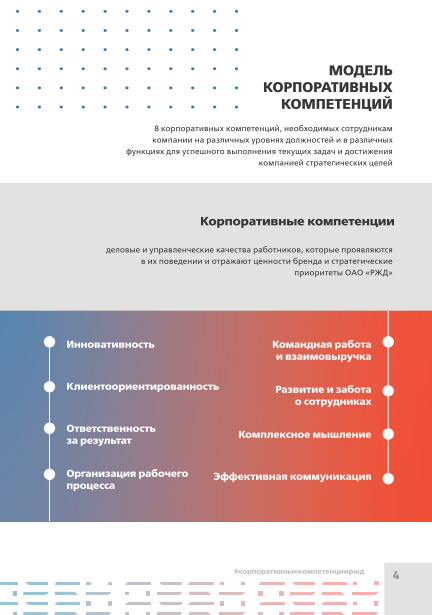 МОДЕЛЬ
КОРПОРАТИВНЫХ
КОМПЕТЕНЦИЙ
8 корпоративных компетенций, необходимых сотрудникам
компании на различных уровнях должностей и в различных
функциях для успешного выполнения текущих задач и достижения
компанией стратегических целей
Корпоративные компетенции
деловые и управленческие качества работников, которые проявляются
в их поведении и отражают ценности бренда и стратегические
приоритеты ОАО «РЖД»
Инновативность
Клиентоориентированность
Ответственность
за результат
Организация рабочего
процесса
Командная работа
и взаимовыручка
Развитие и забота
о сотрудниках
Комплексное мышление
Эффективная коммуникация
#корпоративныекомпетенцииржд
4